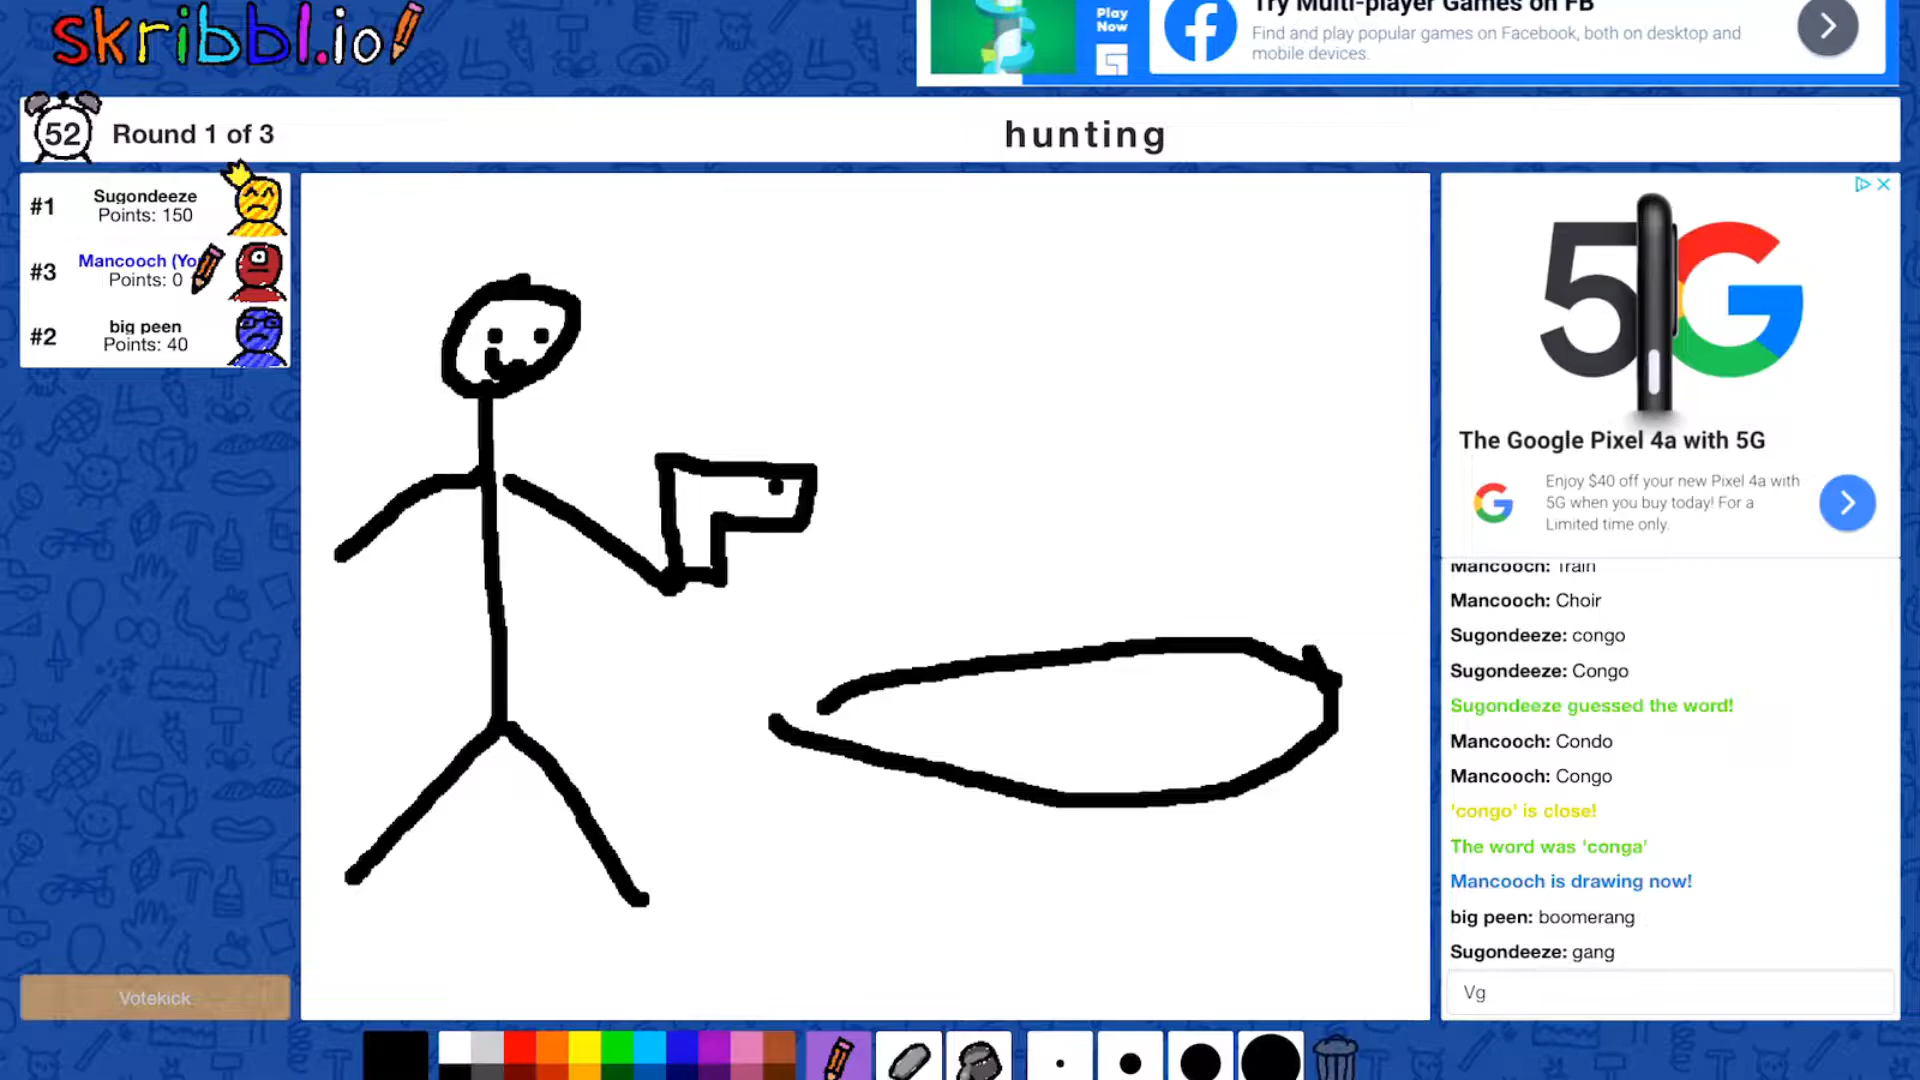 skribbl.io
Play
Now
Try Multi-player Games on FB
Find and play popular games on Facebook, both on desktop and
mobile devices.
52
Round 1 of 3
hunting
#1
Sugondeeze
Points: 150
#3
Mancooch (Yo
Points: 0
#2
big peen
Points: 40
Votekick
5G
The Google Pixel 4a with 5G
Enjoy $40 off your new Pixel 4a with
5G when you buy today! For a
Limited time only.
Mancooch: Train
Mancooch: Choir
Sugondeeze: congo
Sugondeeze: Congo
Sugondeeze guessed the word!
Mancooch: Condo
Mancooch: Congo
'congo' is close!
The word was 'conga'
Mancooch is drawing now!
big peen: boomerang
Sugondeeze: gang
Vg